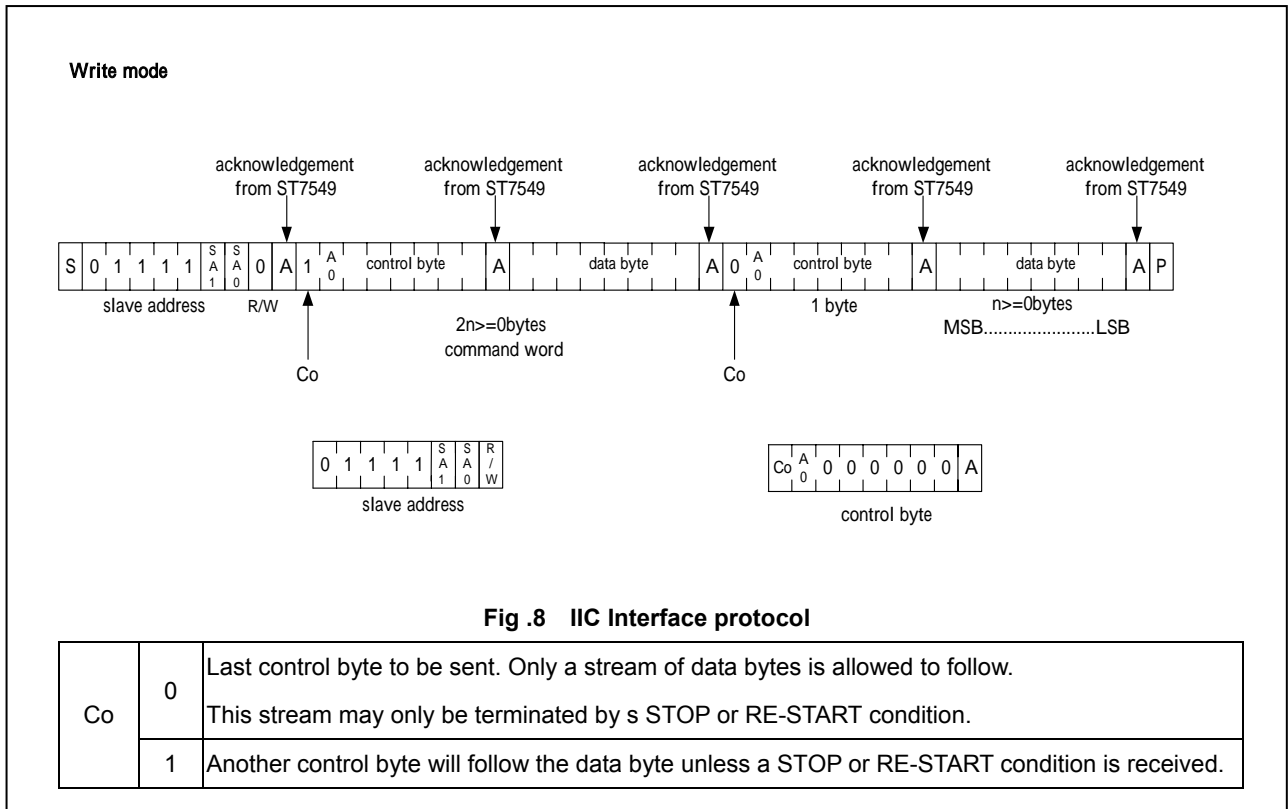 Write mode
acknowledgement acknowledgement acknowledgement acknowledgement acknowledgement
from ST7549 from ST7549 from ST7549 from ST7549 from ST7549
S 0 1 1 1 1 SA1 SA0 0 A 1 A0 control byte A data byte A 0 A0 control byte A data byte A P
slave address R/W 1 byte n>=0bytes
2n>=0bytes MSB......................LSB
command word
Co Co
0 1 1 1 1 SA1 SA0 R/W Co A0 0 0 0 0 0 0 A
slave address control byte
Fig .8 IIC Interface protocol
Co 0 Last control byte to be sent. Only a stream of data bytes is allowed to follow.
This stream may only be terminated by s STOP or RE-START condition.
1 Another control byte will follow the data byte unless a STOP or RE-START condition is received.